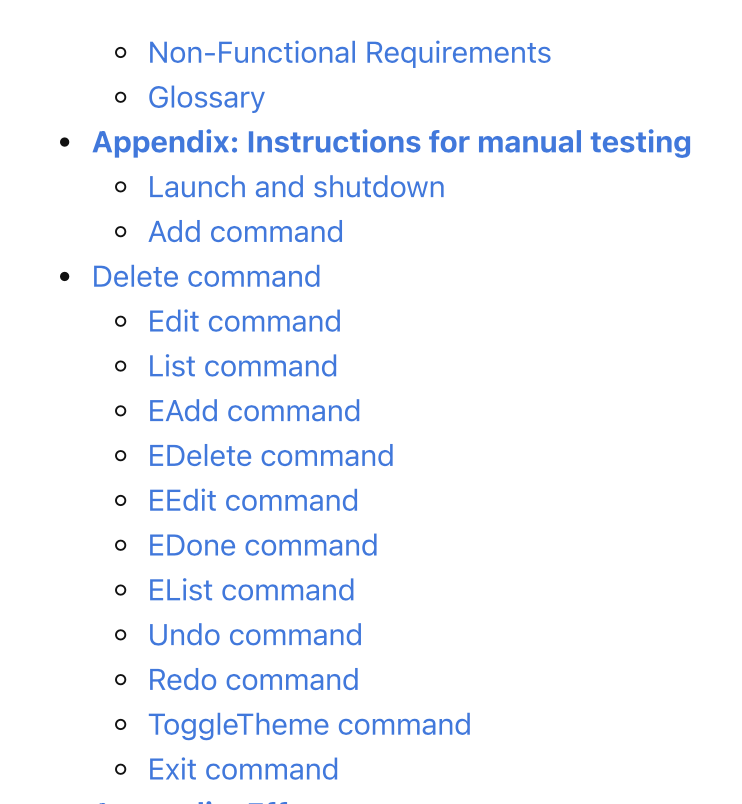 Non-Functional Requirements
Glossary
Appendix: Instructions for manual testing
Launch and shutdown
Add command
Delete command
Edit command
List command
EAdd command
EDelete command
EEdit command
EDone command
EList command
Undo command
Redo command
ToggleTheme command
Exit command